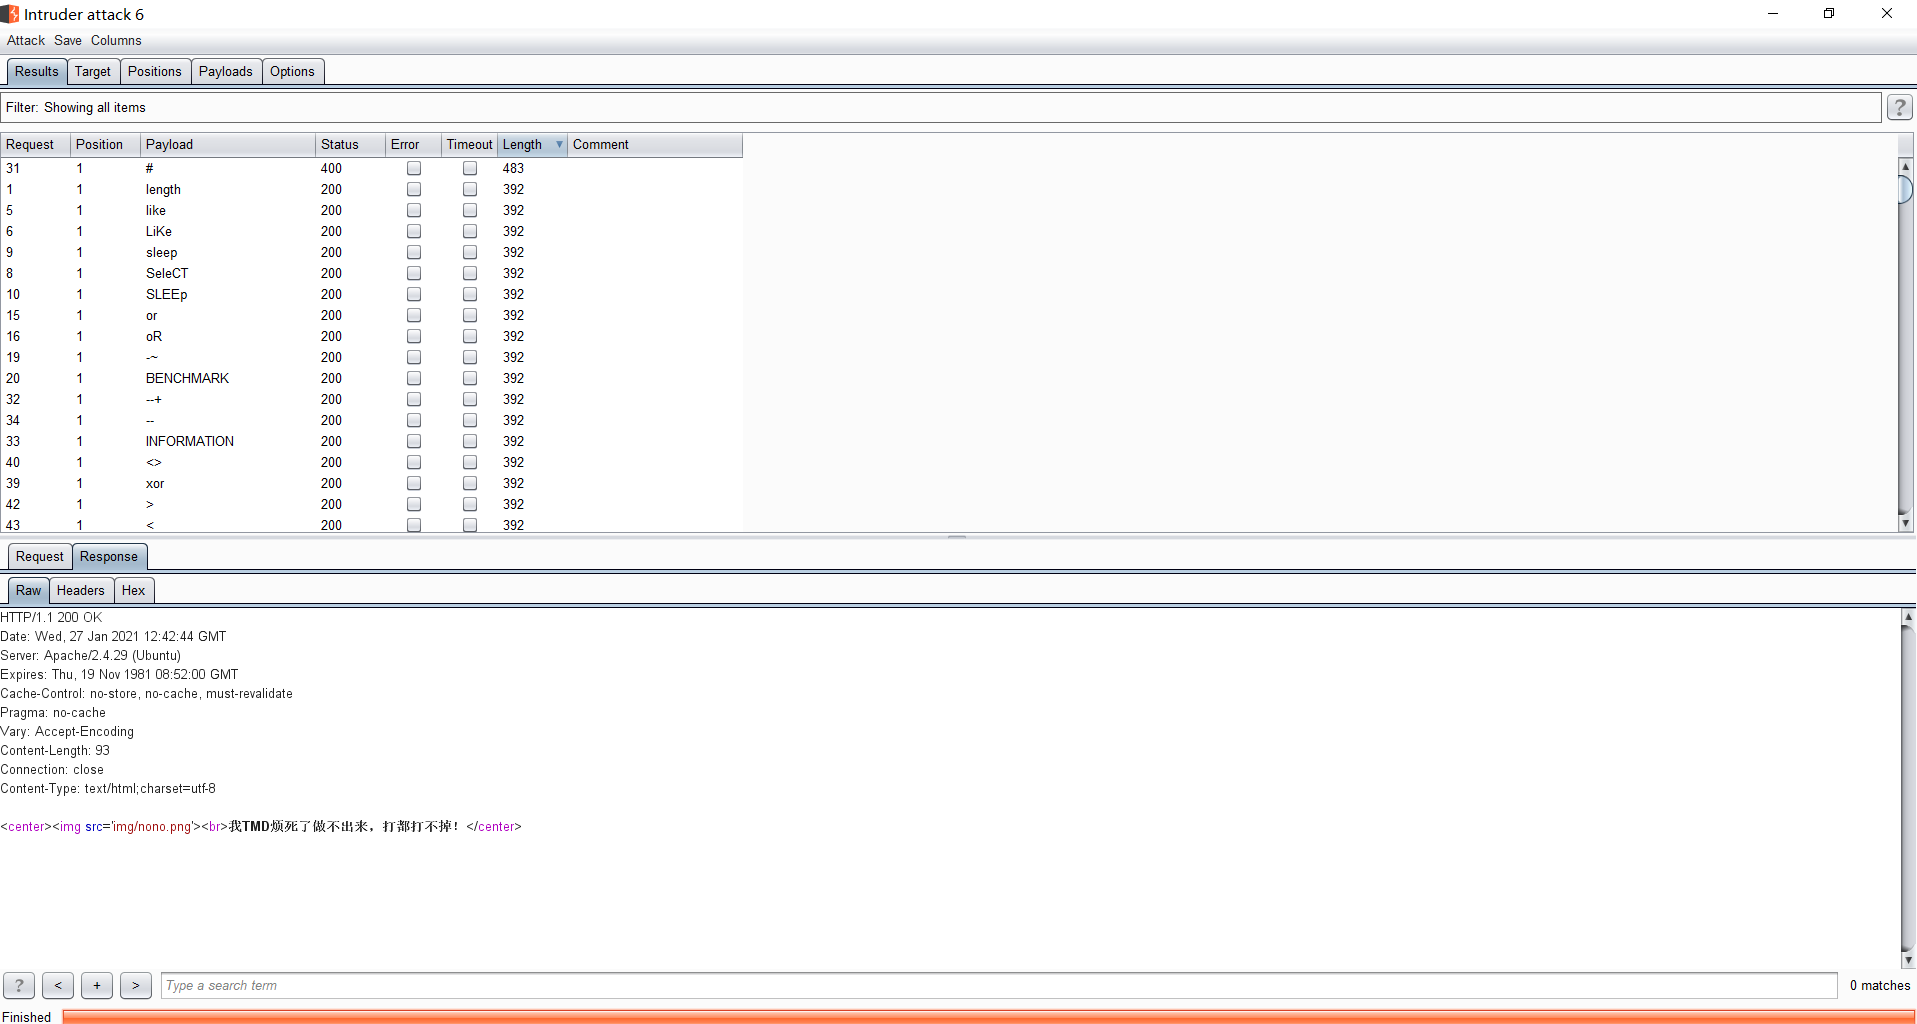 Intruder attack 6
Attack Save Columns
Results Target Positions Payloads Options
Filter: Showing all items ?
Request Position Payload Status Error Timeout Length Comment
31 1 # 400 483
1 1 length 200 392
5 1 like 200 392
6 1 LiKe 200 392
9 1 sleep 200 392
8 1 SeleCT 200 392
10 1 SLEEp 200 392
15 1 or 200 392
16 1 oR 200 392
19 1 -~ 200 392
20 1 BENCHMARK 200 392
32 1 --+ 200 392
34 1 -- 200 392
33 1 INFORMATION 200 392
40 1 <> 200 392
39 1 xor 200 392
42 1 > 200 392
43 1 < 200 392
Request Response
Raw Headers Hex
HTTP/1.1 200 OK
Date: Wed, 27 Jan 2021 12:42:44 GMT
Server: Apache/2.4.29 (Ubuntu)
Expires: Thu, 19 Nov 1981 08:52:00 GMT
Cache-Control: no-store, no-cache, must-revalidate
Pragma: no-cache
Vary: Accept-Encoding
Content-Length: 93
Connection: close
Content-Type: text/html;charset=utf-8
<center><img src='img/nono.png'><br>我TMD烦死了做不出来，打都打不掉！</center>
? < + > Type a search term 0 matches
Finished